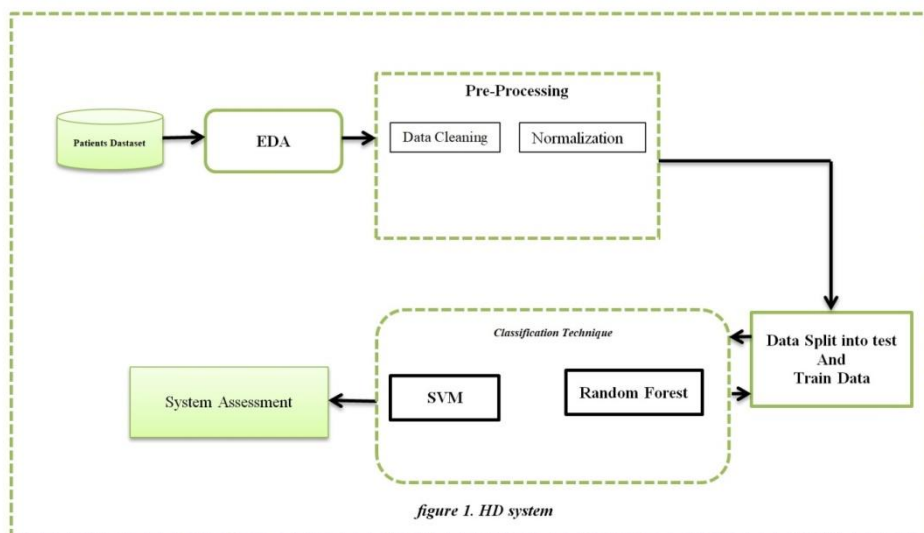 Patients Dastaset
EDA
Pre-Processing
Data Cleaning
Normalization
Data Split into test
And
Train Data
Classification Technique
SVM
Random Forest
System Assessment
figure 1. HD system